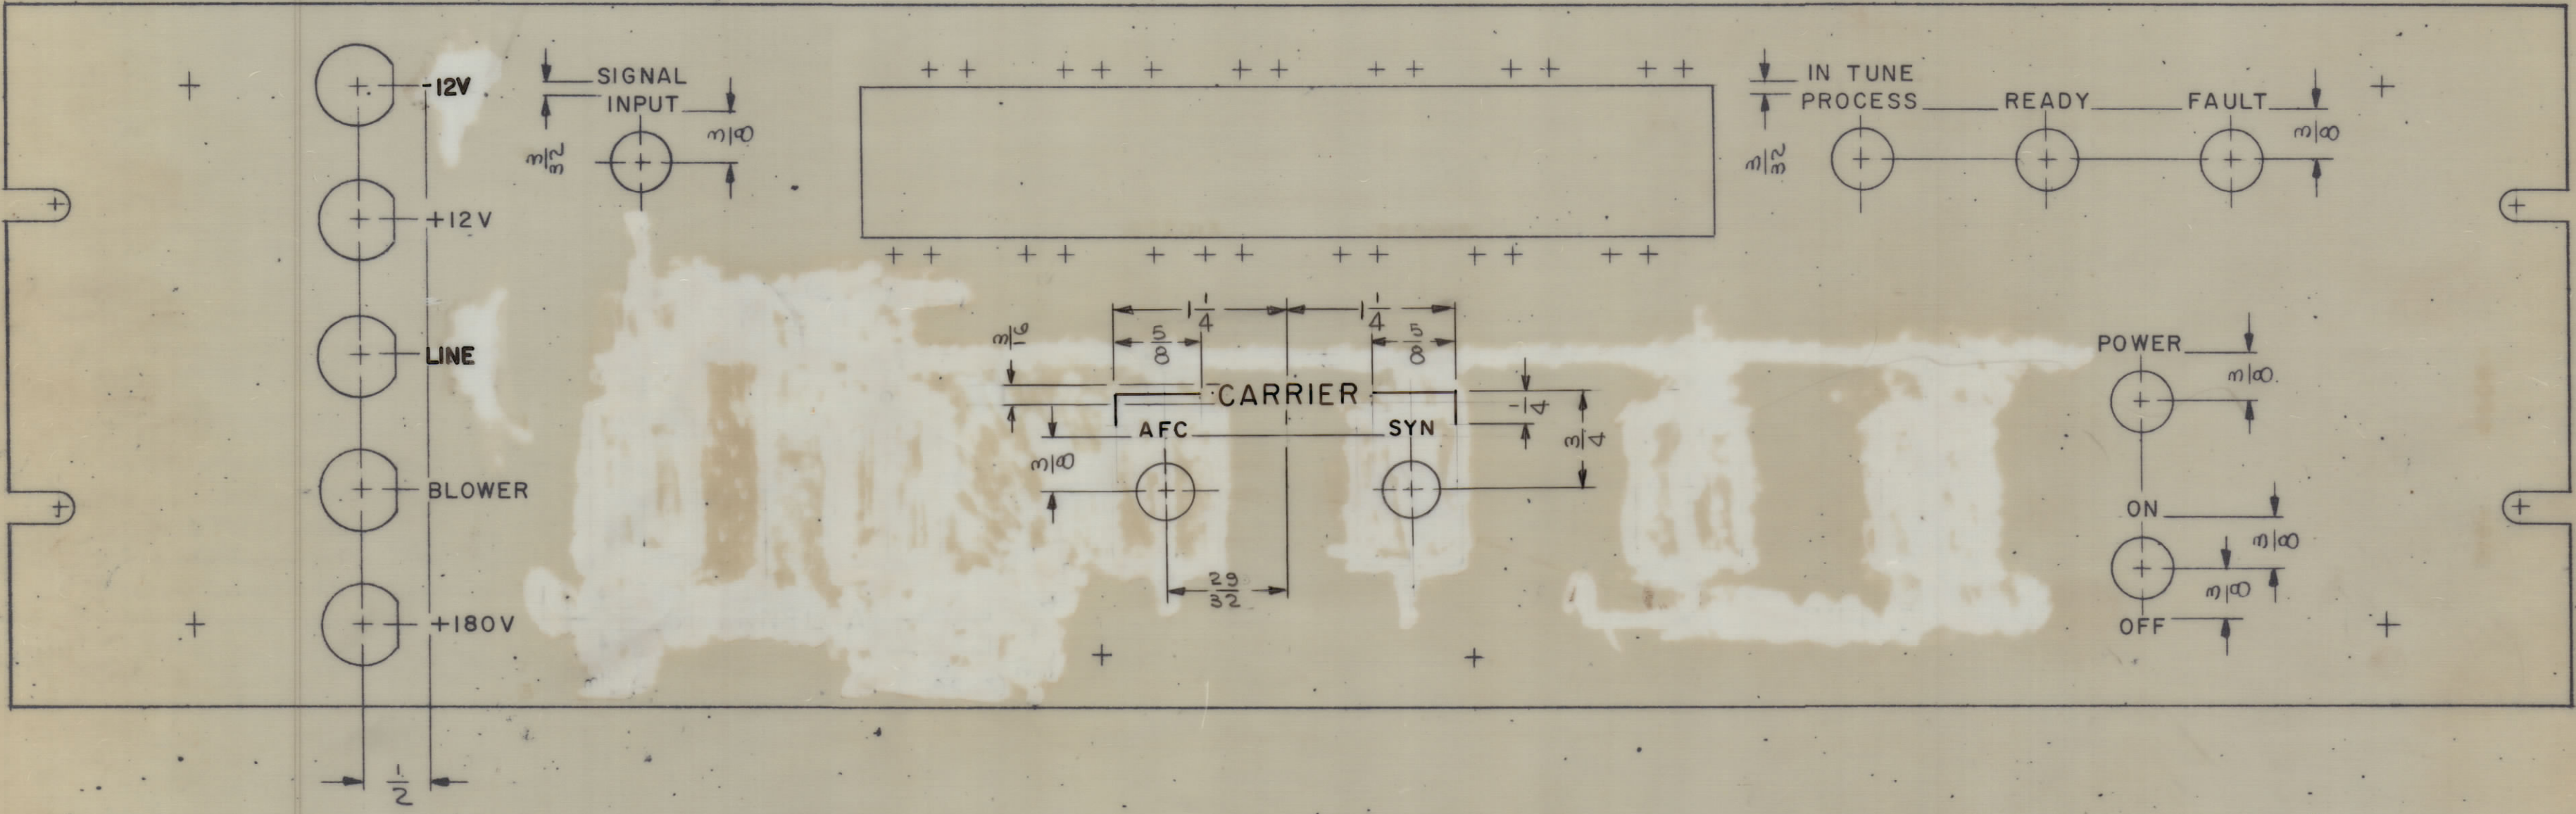 -12V
+12V
LINE
BLOWER
+180V
1/2
SIGNAL
INPUT
3/8
3/32
IN TUNE
PROCESS
READY
FAULT
3/8
3/32
1 1/4
1 1/4
5/8
5/8
3/16
CARRIER
1/4
3/4
AFC
SYN
3/8
29/32
POWER
3/8
ON
3/8
3/8
OFF